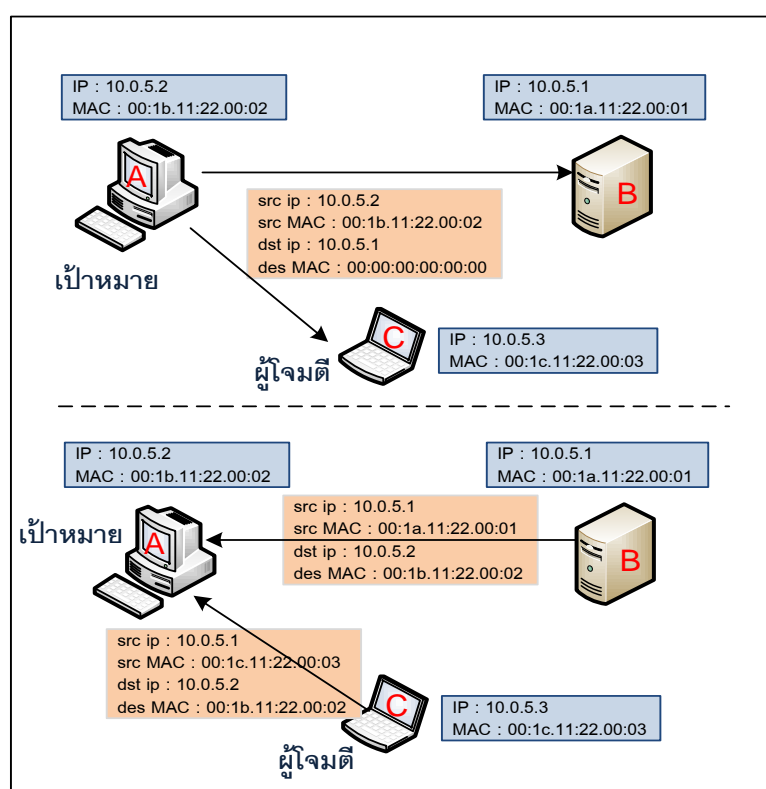 IP : 10.0.5.2
MAC : 00:1b.11:22.00:02
IP : 10.0.5.1
MAC : 00:1a.11:22.00:01
A
B
src ip : 10.0.5.2
src MAC : 00:1b.11:22.00:02
dst ip : 10.0.5.1
des MAC : 00:00:00:00:00:00
เป้าหมาย
C
IP : 10.0.5.3
MAC : 00:1c.11:22.00:03
ผู้โจมตี
IP : 10.0.5.2
MAC : 00:1b.11:22.00:02
IP : 10.0.5.1
MAC : 00:1a.11:22.00:01
เป้าหมาย
A
src ip : 10.0.5.1
src MAC : 00:1a.11:22.00:01
dst ip : 10.0.5.2
des MAC : 00:1b.11:22.00:02
B
src ip : 10.0.5.1
src MAC : 00:1c.11:22.00:03
dst ip : 10.0.5.2
des MAC : 00:1b.11:22.00:02
C
IP : 10.0.5.3
MAC : 00:1c.11:22.00:03
ผู้โจมตี